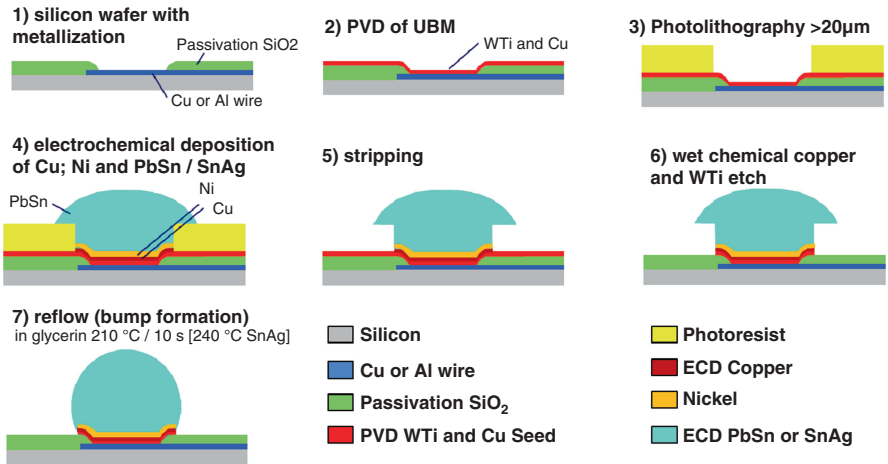 1) silicon wafer with
metallization
Passivation SiO2
Cu or Al wire
2) PVD of UBM
WTi and Cu
3) Photolithography >20µm
4) electrochemical deposition
of Cu; Ni and PbSn / SnAg
PbSn
Ni
Cu
5) stripping
6) wet chemical copper
and WTi etch
7) reflow (bump formation)
in glycerin 210 °C / 10 s [240 °C SnAg]
Silicon
Cu or Al wire
Passivation SiO₂
PVD WTi and Cu Seed
Photoresist
ECD Copper
Nickel
ECD PbSn or SnAg